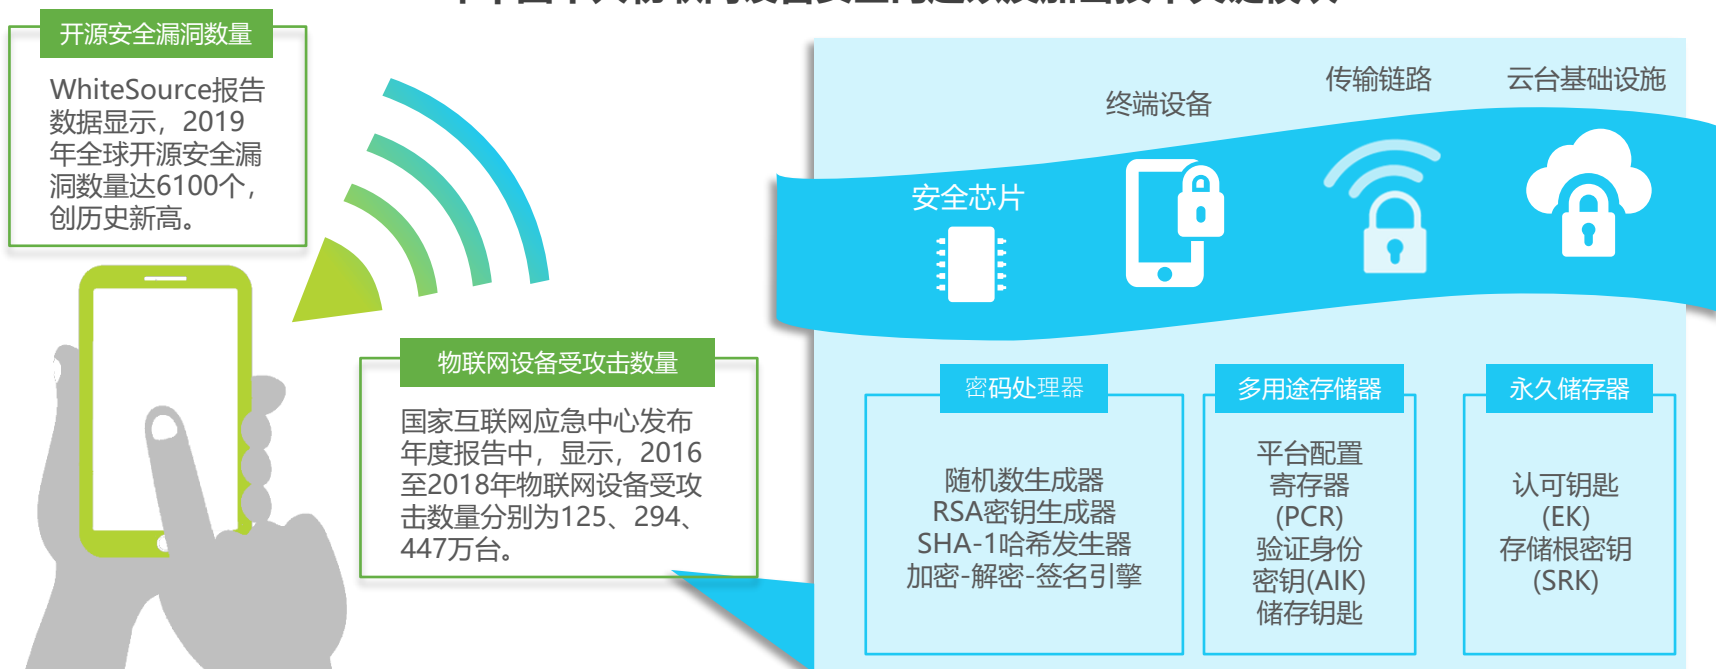 开源安全漏洞数量
WhiteSource报告
数据显示，2019
年全球开源安全漏
洞数量达6100个，
创历史新高。
物联网设备受攻击数量
国家互联网应急中心发布
年度报告中，显示，2016
至2018年物联网设备受攻
击数量分别为125、294、
447万台。
安全芯片
终端设备
传输链路
云台基础设施
密码处理器
随机数生成器
RSA密钥生成器
SHA-1哈希发生器
加密-解密-签名引擎
多用途存储器
平台配置
寄存器
(PCR)
验证身份
密钥(AIK)
储存钥匙
永久储存器
认可钥匙
(EK)
存储根密钥
(SRK)